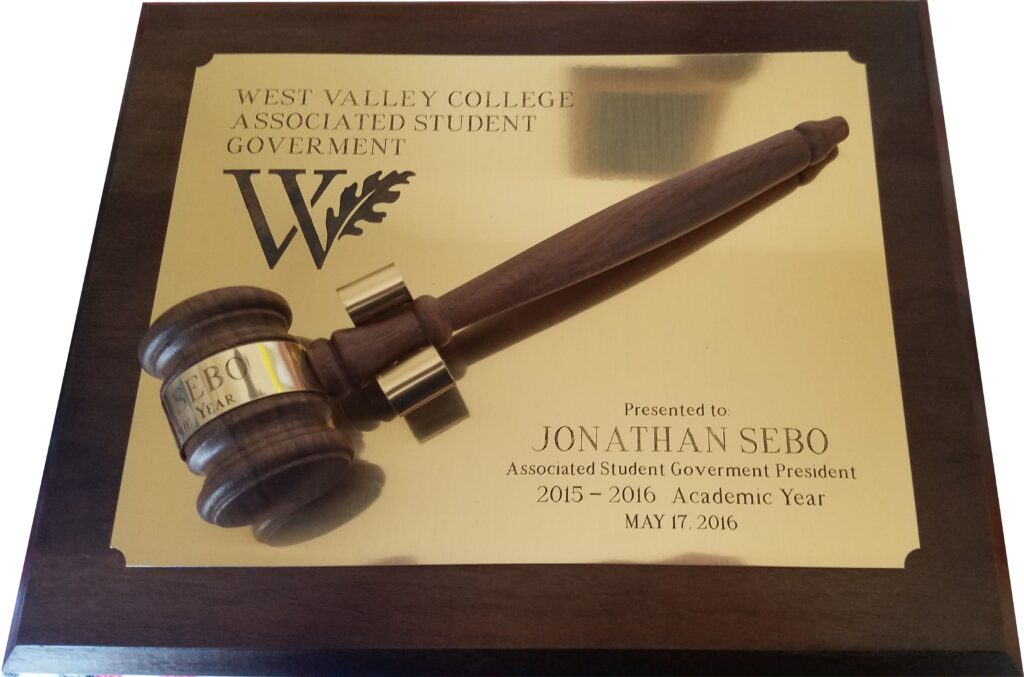 WEST VALLEY COLLEGE
ASSOCIATED STUDENT
GOVERMENT
W
SEBO
YEAR
Presented to:
JONATHAN SEBO
Associated Student Goverment President
2015 – 2016 Academic Year
MAY 17, 2016